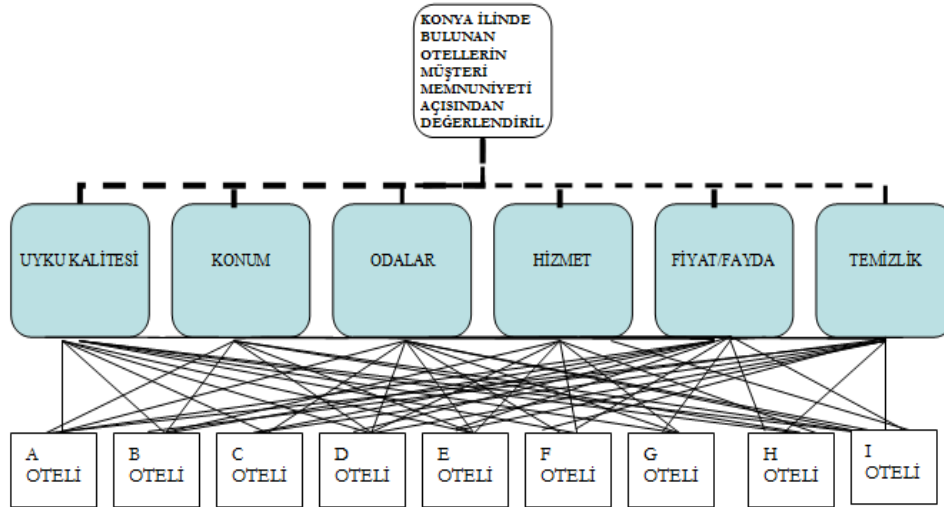 KONYA İLİNDE
BULUNAN
OTELLERİN
MÜŞTERİ
MEMNUNİYETİ
AÇISINDAN
DEĞERLENDİRİL
UYKU KALİTESİ
KONUM
ODALAR
HİZMET
FİYAT/FAYDA
TEMİZLİK
A
OTELİ
B
OTELİ
C
OTELİ
D
OTELİ
E
OTELİ
F
OTELİ
G
OTELİ
H
OTELİ
I
OTELİ